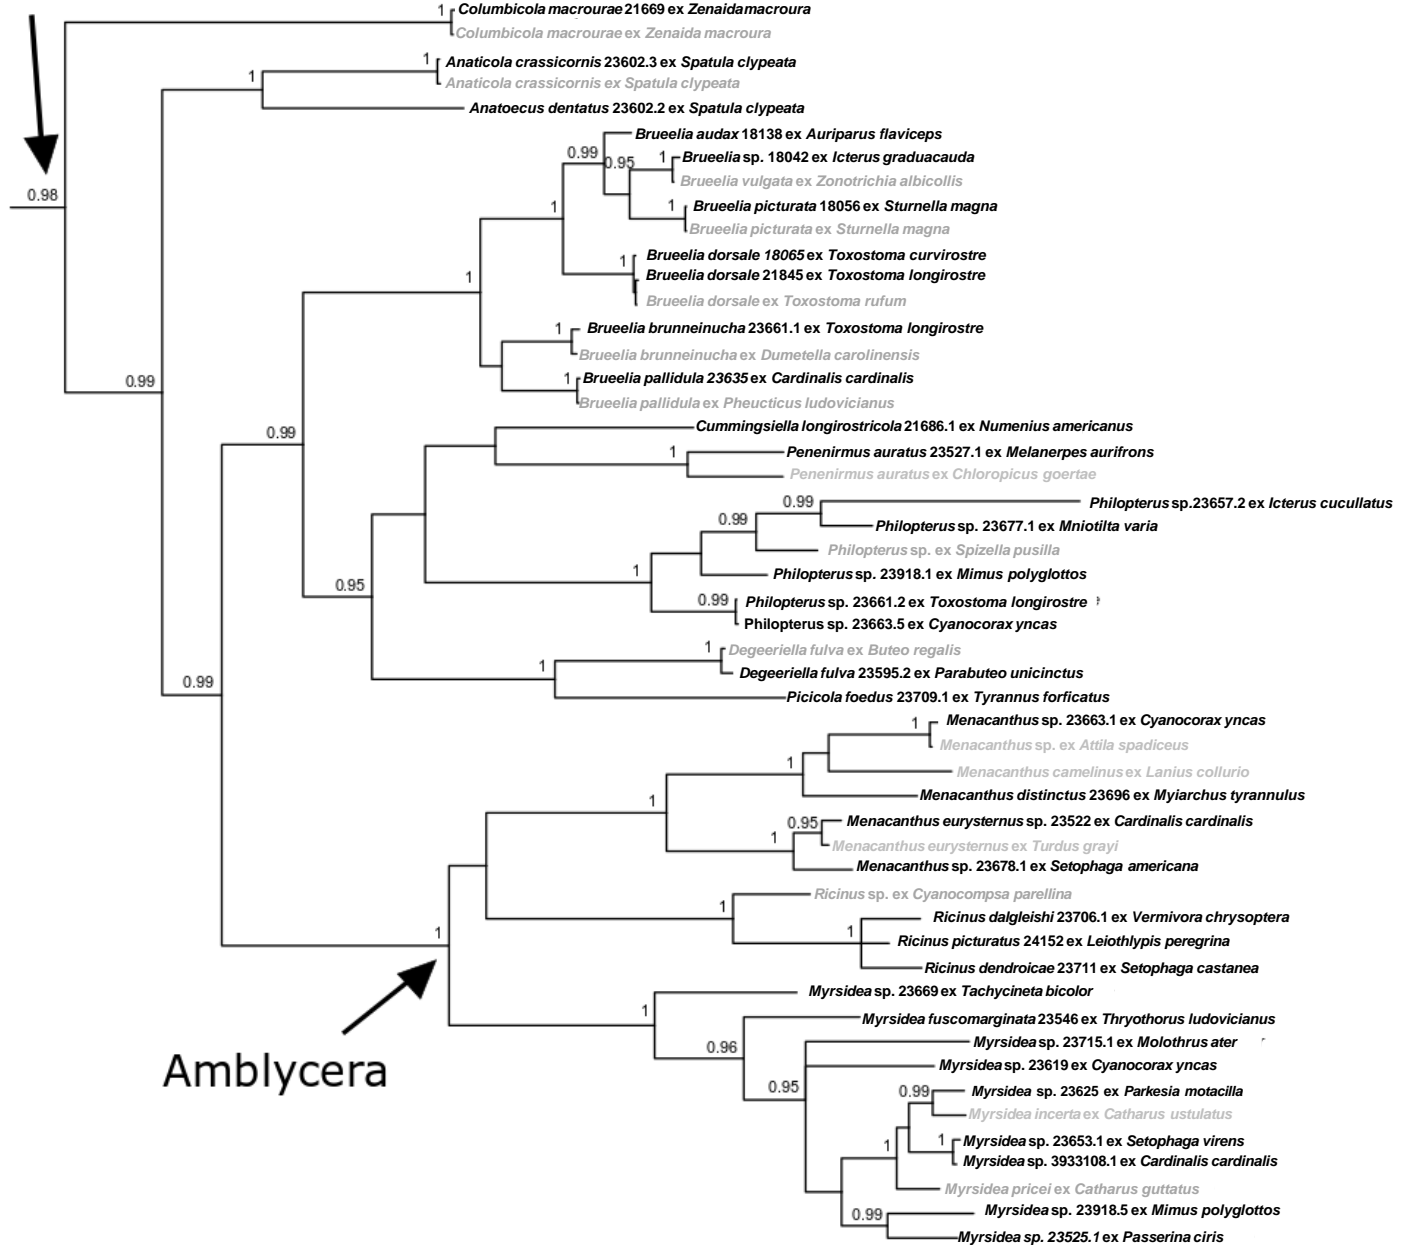 1 Columbicola macrourae 21669 ex Zenaida macroura
Columbicola macrourae ex Zenaida macroura
1 Anaticola crassicornis 23602.3 ex Spatula clypeata
1
Anaticola crassicornis ex Spatula clypeata
Anatoecus dentatus 23602.2 ex Spatula clypeata
Brueelia audax 18138 ex Auriparus flaviceps
0.99 0.95 1 Brueelia sp. 18042 ex Icterus graduacauda
Brueelia vulgata ex Zonotrichia albicollis
0.98
1 1 Brueelia picturata 18056 ex Sturnella magna
Brueelia picturata ex Sturnella magna
1 Brueelia dorsale 18065 ex Toxostoma curvirostre
1 Brueelia dorsale 21845 ex Toxostoma longirostre
Brueelia dorsale ex Toxostoma rufum
1 Brueelia brunneinucha 23661.1 ex Toxostoma longirostre
Brueelia brunneinucha ex Dumetella carolinensis
0.99 1 Brueelia pallidula 23635 ex Cardinalis cardinalis
Brueelia pallidula ex Pheucticus ludovicianus
0.99 Cummingsiella longirostricola 21686.1 ex Numenius americanus
1 Penenirmus auratus 23527.1 ex Melanerpes aurifrons
Penenirmus auratus ex Chloropicus goertae
0.99 Philopterus sp.23657.2 ex Icterus cucullatus
0.99 Philopterus sp. 23677.1 ex Mniotilta varia
Philopterus sp. ex Spizella pusilla
0.95 1 Philopterus sp. 23918.1 ex Mimus polyglottos
0.99 Philopterus sp. 23661.2 ex Toxostoma longirostre
Philopterus sp. 23663.5 ex Cyanocorax yncas
1 Degeeriella fulva ex Buteo regalis
0.99 1 Degeeriella fulva 23595.2 ex Parabuteo unicinctus
Picicola foedus 23709.1 ex Tyrannus forficatus
1 Menacanthus sp. 23663.1 ex Cyanocorax yncas
Menacanthus sp. ex Attila spadiceus
1 Menacanthus camelinus ex Lanius collurio
1 Menacanthus distinctus 23696 ex Myiarchus tyrannulus
0.95 Menacanthus eurysternus sp. 23522 ex Cardinalis cardinalis
1 Menacanthus eurysternus ex Turdus grayi
Menacanthus sp. 23678.1 ex Setophaga americana
Ricinus sp. ex Cyanocompsa parellina
1 Ricinus dalgleishi 23706.1 ex Vermivora chrysoptera
1 1 Ricinus picturatus 24152 ex Leiothlypis peregrina
Ricinus dendroicae 23711 ex Setophaga castanea
Myrsidea sp. 23669 ex Tachycineta bicolor
1 Myrsidea fuscomarginata 23546 ex Thryothorus ludovicianus
0.96 Myrsidea sp. 23715.1 ex Molothrus ater
Amblycera
Myrsidea sp. 23619 ex Cyanocorax yncas
0.95 0.99 Myrsidea sp. 23625 ex Parkesia motacilla
Myrsidea incerta ex Catharus ustulatus
1 1 Myrsidea sp. 23653.1 ex Setophaga virens
Myrsidea sp. 3933108.1 ex Cardinalis cardinalis
Myrsidea pricei ex Catharus guttatus
0.99 Myrsidea sp. 23918.5 ex Mimus polyglottos
Myrsidea sp. 23525.1 ex Passerina ciris